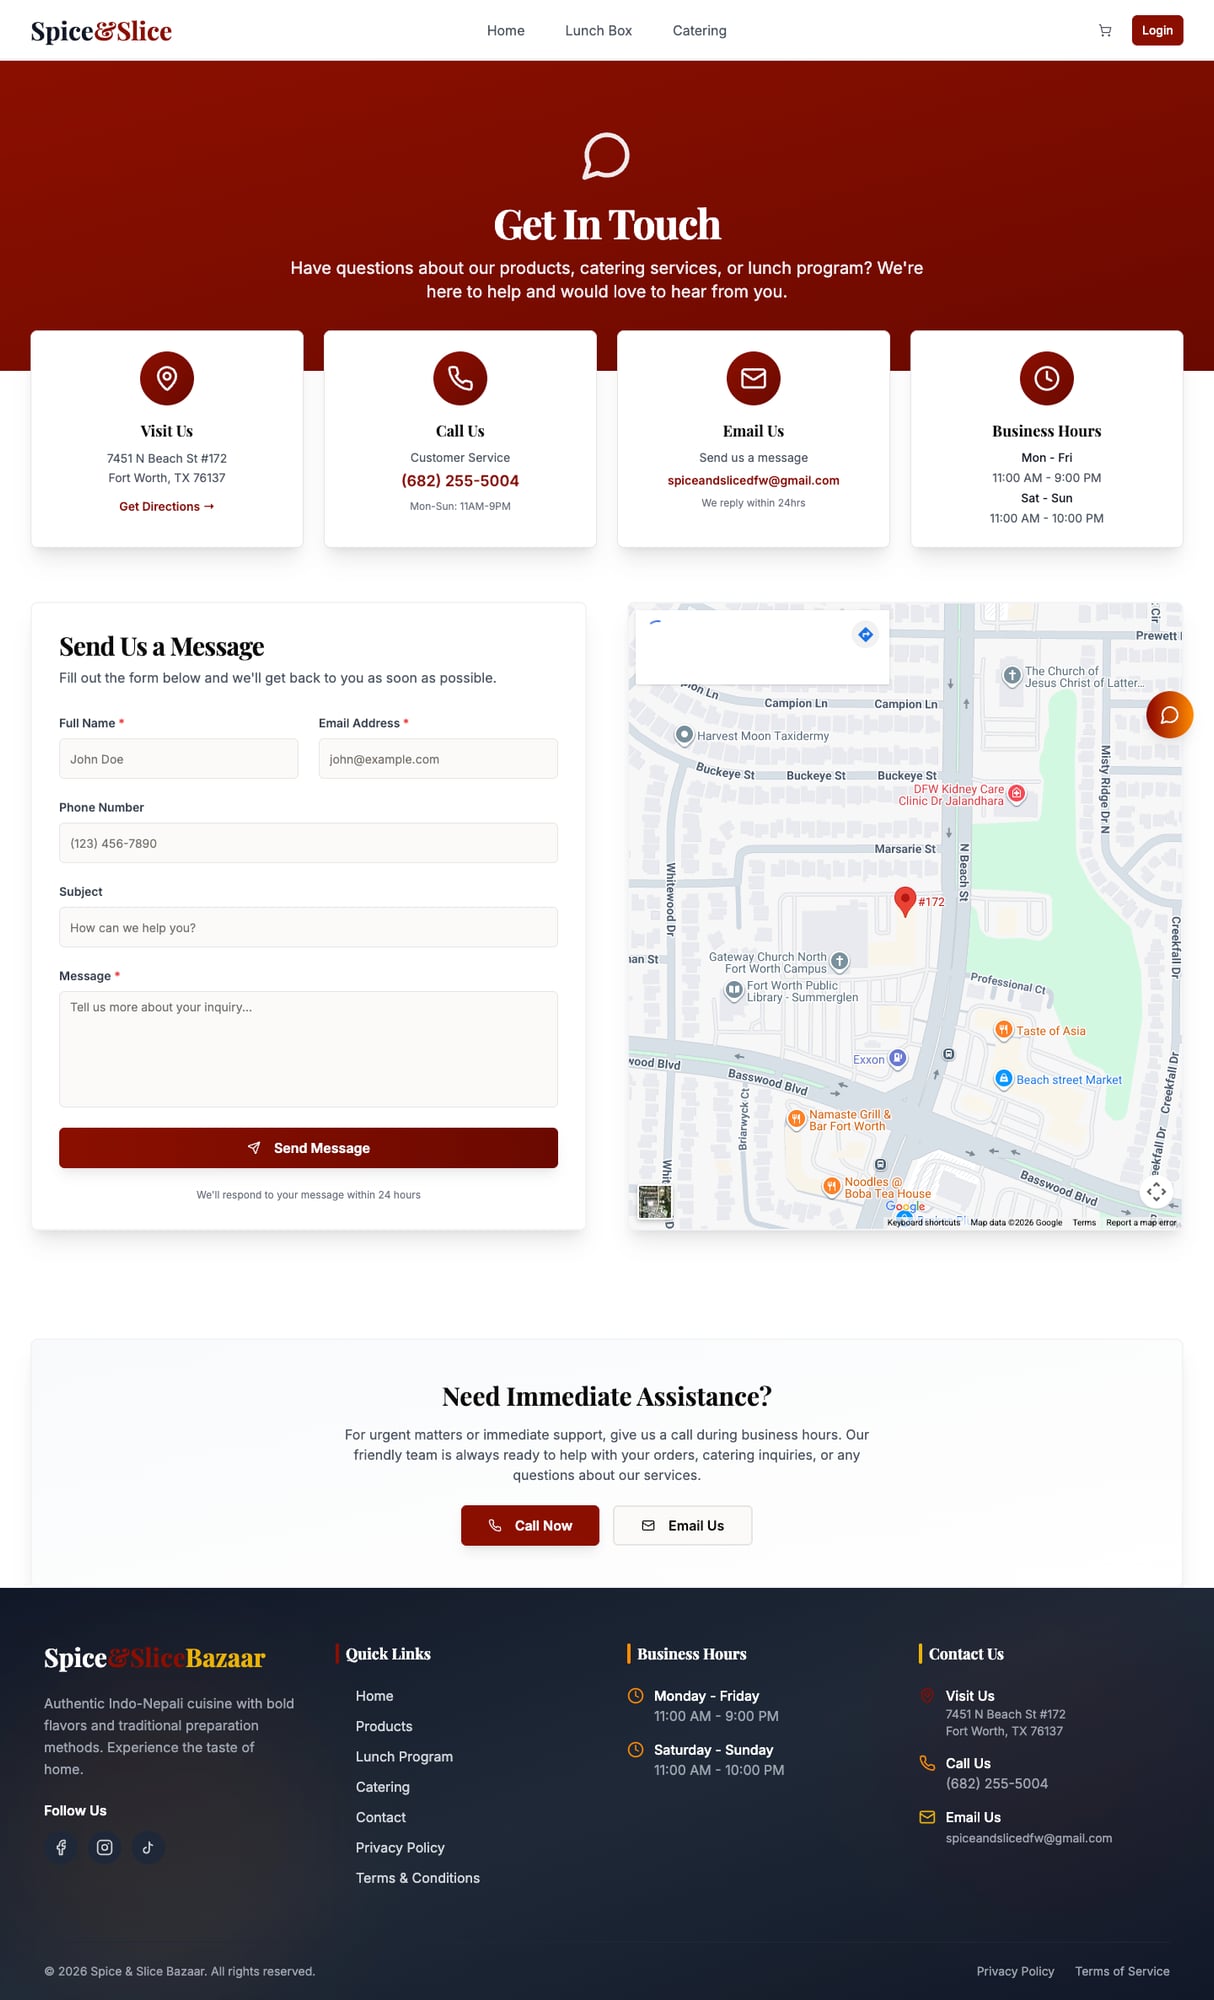 Spice&Slice
Home
Lunch Box
Catering
Login
Get In Touch
Have questions about our products, catering services, or lunch program? We're
here to help and would love to hear from you.
Visit Us
7451 N Beach St #172
Fort Worth, TX 76137
Get Directions →
Call Us
Customer Service
(682) 255-5004
Mon-Sun: 11AM-9PM
Email Us
Send us a message
spiceandslicedfw@gmail.com
We reply within 24hrs
Business Hours
Mon - Fri
11:00 AM - 9:00 PM
Sat - Sun
11:00 AM - 10:00 PM
Send Us a Message
Fill out the form below and we'll get back to you as soon as possible.
Full Name *
Email Address *
John Doe
john@example.com
Phone Number
(123) 456-7890
Subject
How can we help you?
Message *
Tell us more about your inquiry...
Send Message
We'll respond to your message within 24 hours
Cir
Prewett
The Church of
Jesus Christ of Latter...
Campion Ln
Campion Ln
Harvest Moon Taxidermy
Misty Ridge Dr N
Buckeye St
Buckeye St
Buckeye St
DFW Kidney Care
Clinic Dr Jalandhara
Marsarie St
N Beach St
Whitewood Dr
#172
Creekfall Dr
Gateway Church North
Fort Worth Campus
Fort Worth Public
Library - Summerglen
Professional Ct
Taste of Asia
Exxon
Basswood Blvd
Beach street Market
Creekfall Dr
Briarwyck Ct
Namaste Grill &
Bar Fort Worth
Noodles @
Boba Tea House
Basswood Blvd
Google
Keyboard shortcuts
Map data ©2026 Google
Terms
Report a map error
Need Immediate Assistance?
For urgent matters or immediate support, give us a call during business hours. Our
friendly team is always ready to help with your orders, catering inquiries, or any
questions about our services.
Call Now
Email Us
Spice&SliceBazaar
Authentic Indo-Nepali cuisine with bold
flavors and traditional preparation
methods. Experience the taste of
home.
Follow Us
Quick Links
Home
Products
Lunch Program
Catering
Contact
Privacy Policy
Terms & Conditions
Business Hours
Monday - Friday
11:00 AM - 9:00 PM
Saturday - Sunday
11:00 AM - 10:00 PM
Contact Us
Visit Us
7451 N Beach St #172
Fort Worth, TX 76137
Call Us
(682) 255-5004
Email Us
spiceandslicedfw@gmail.com
© 2026 Spice & Slice Bazaar. All rights reserved.
Privacy Policy
Terms of Service